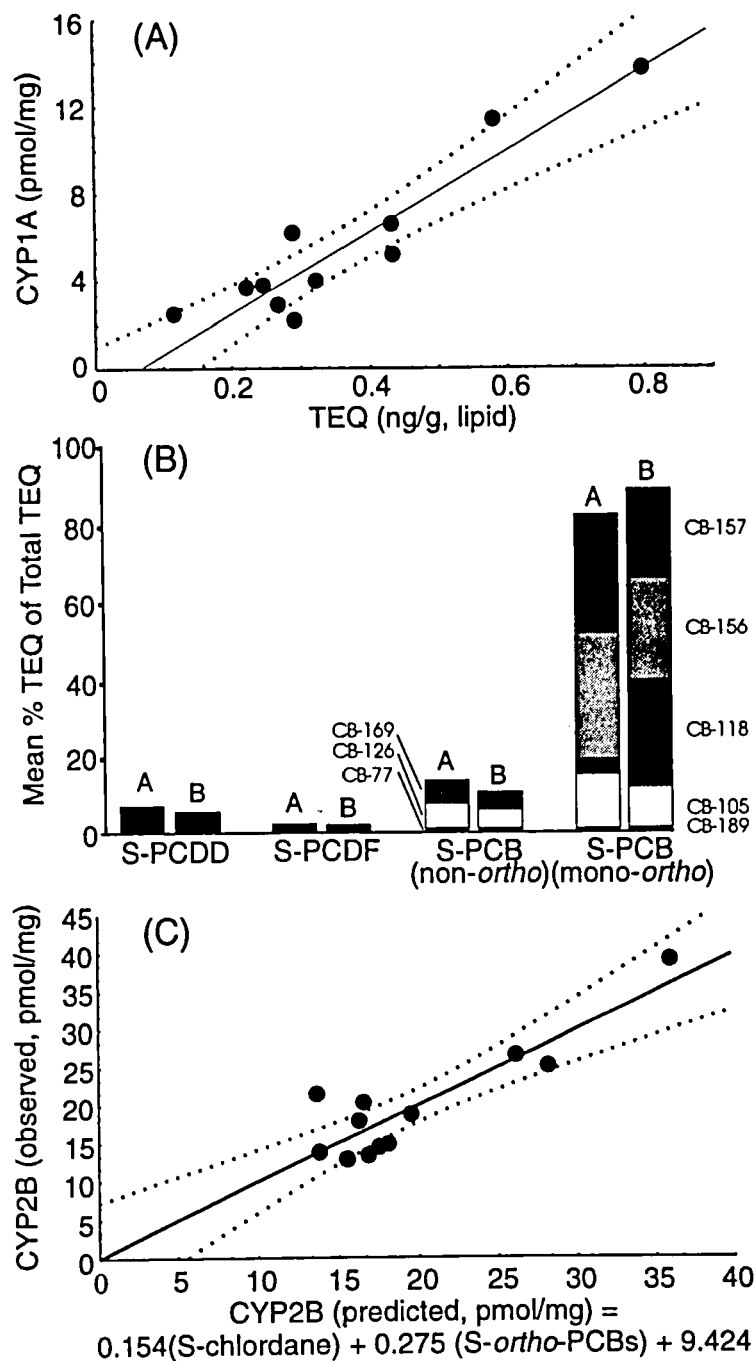 (A)
16
12
8
4
0
CYP1A (pmol/mg)
0 0.2 0.4 0.6 0.8
TEQ (ng/g, lipid)
(B)
100
80
60
40
20
0
Mean % TEQ of Total TEQ
A B
A B
A B
A B
CB-169
CB-126
CB-77
CB-157
CB-156
CB-118
CB-105
CB-189
S-PCDD S-PCDF S-PCB S-PCB
(non-ortho) (mono-ortho)
(C)
45
40
35
30
25
20
15
10
5
0
CYP2B (observed, pmol/mg)
0 5 10 15 20 25 30 35 40
CYP2B (predicted, pmol/mg) =
0.154(S-chlordane) + 0.275 (S-ortho-PCBs) + 9.424